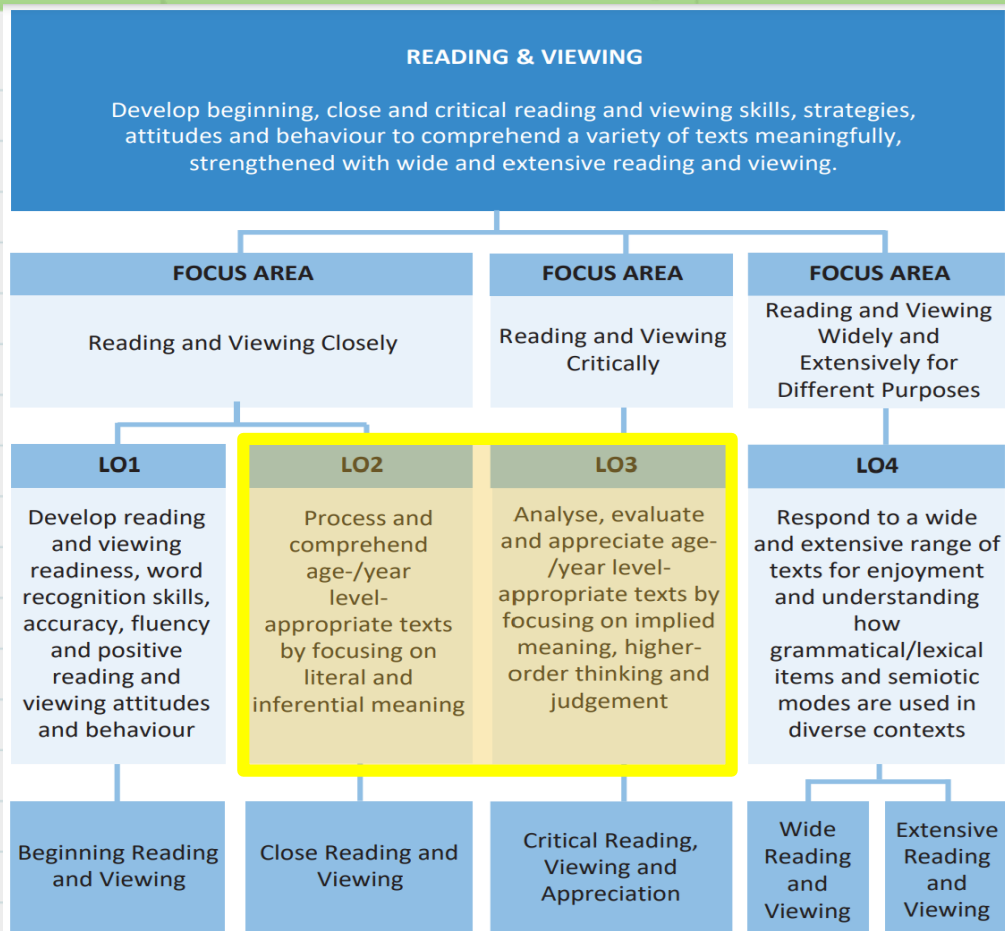 READING & VIEWING
Develop beginning, close and critical reading and viewing skills, strategies,
attitudes and behaviour to comprehend a variety of texts meaningfully,
strengthened with wide and extensive reading and viewing.
FOCUS AREA
Reading and Viewing Closely
FOCUS AREA
Reading and Viewing
Critically
FOCUS AREA
Reading and Viewing
Widely and
Extensively for
Different Purposes
LO1
Develop reading
and viewing
readiness, word
recognition skills,
accuracy, fluency
and positive
reading and
viewing attitudes
and behaviour
LO2
Process and
comprehend
age-/year
level-
appropriate texts
by focusing on
literal and
inferential meaning
LO3
Analyse, evaluate
and appreciate age-
/year level-
appropriate texts by
focusing on implied
meaning, higher-
order thinking and
judgement
LO4
Respond to a wide
and extensive range of
texts for enjoyment
and understanding
how
grammatical/lexical
items and semiotic
modes are used in
diverse contexts
Beginning Reading
and Viewing
Close Reading and
Viewing
Critical Reading,
Viewing and
Appreciation
Wide
Reading
and
Viewing
Extensive
Reading
and
Viewing